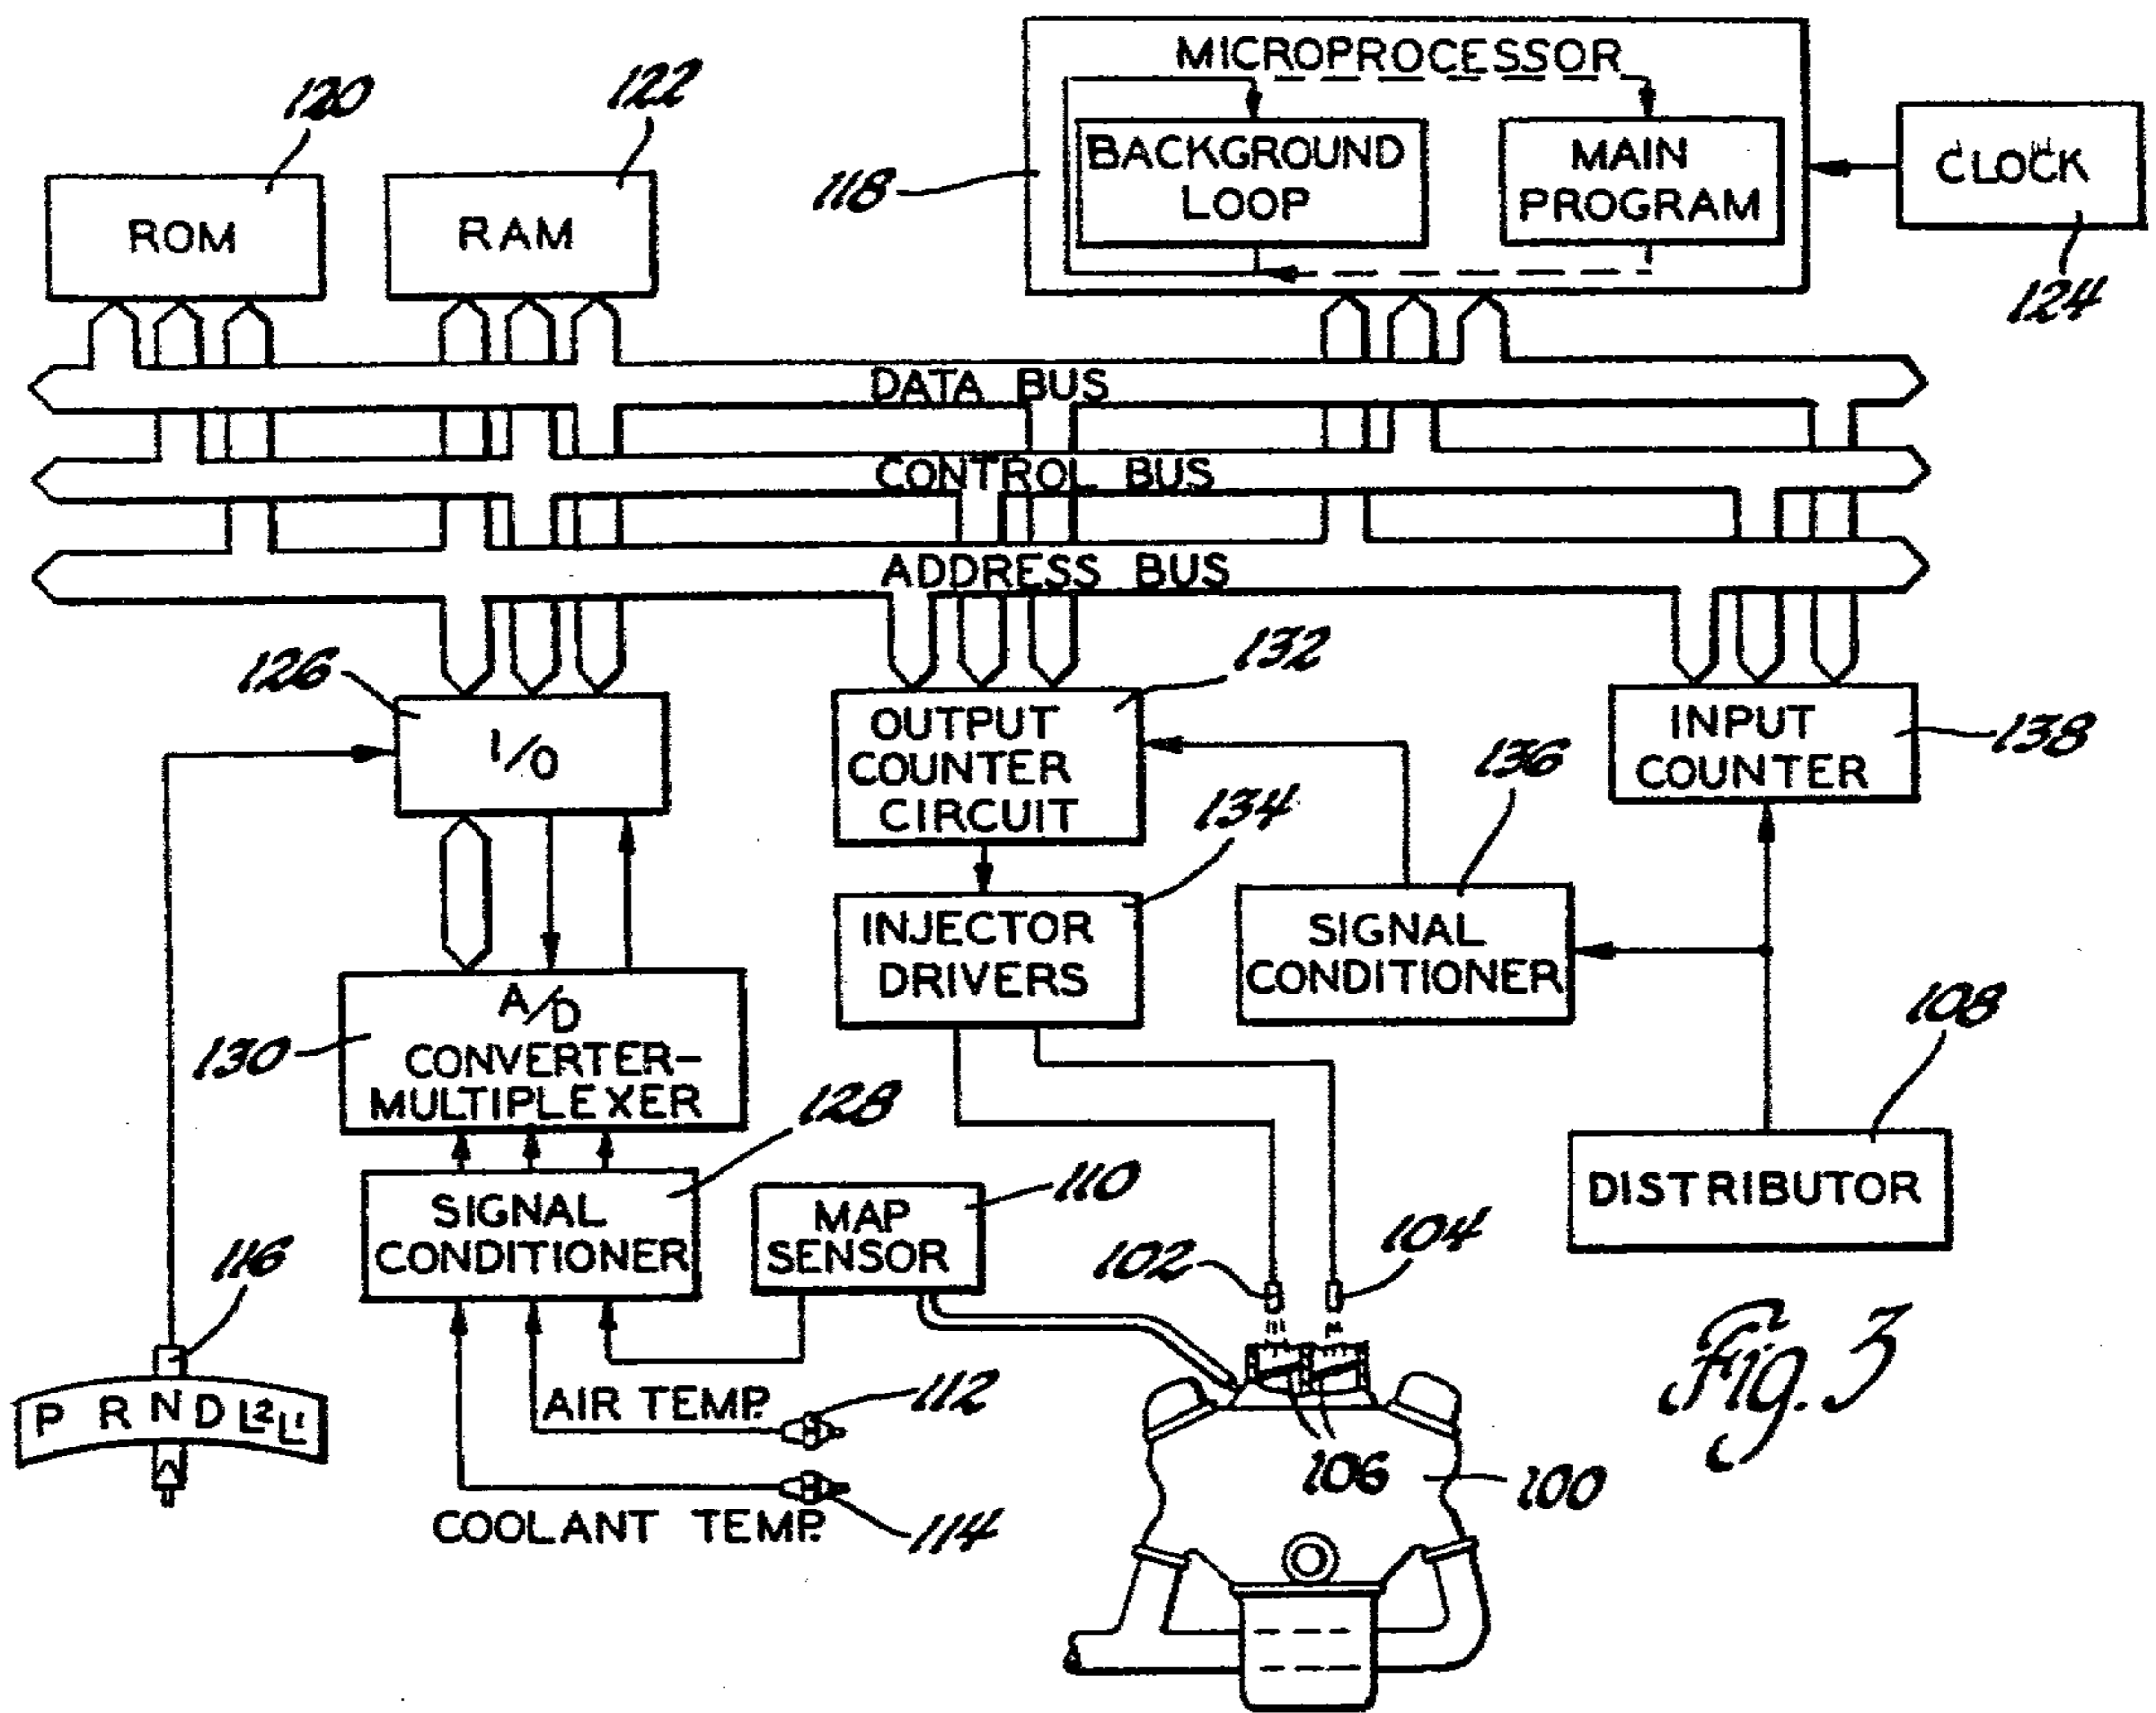 MICROPROCESSOR
120
122
BACKGROUND
LOOP
MAIN
PROGRAM
CLOCK
118
124
ROM
RAM
DATA BUS
CONTROL BUS
ADDRESS BUS
126
I/O
132
OUTPUT
COUNTER
CIRCUIT
INPUT
COUNTER
138
136
134
INJECTOR
DRIVERS
SIGNAL
CONDITIONER
108
A/D
CONVERTER-
MULTIPLEXER
130
128
DISTRIBUTOR
SIGNAL
CONDITIONER
MAP
SENSOR
110
116
102
104
P R N D L2 L1
AIR TEMP.
112
COOLANT TEMP.
114
106
100
Fig. 3